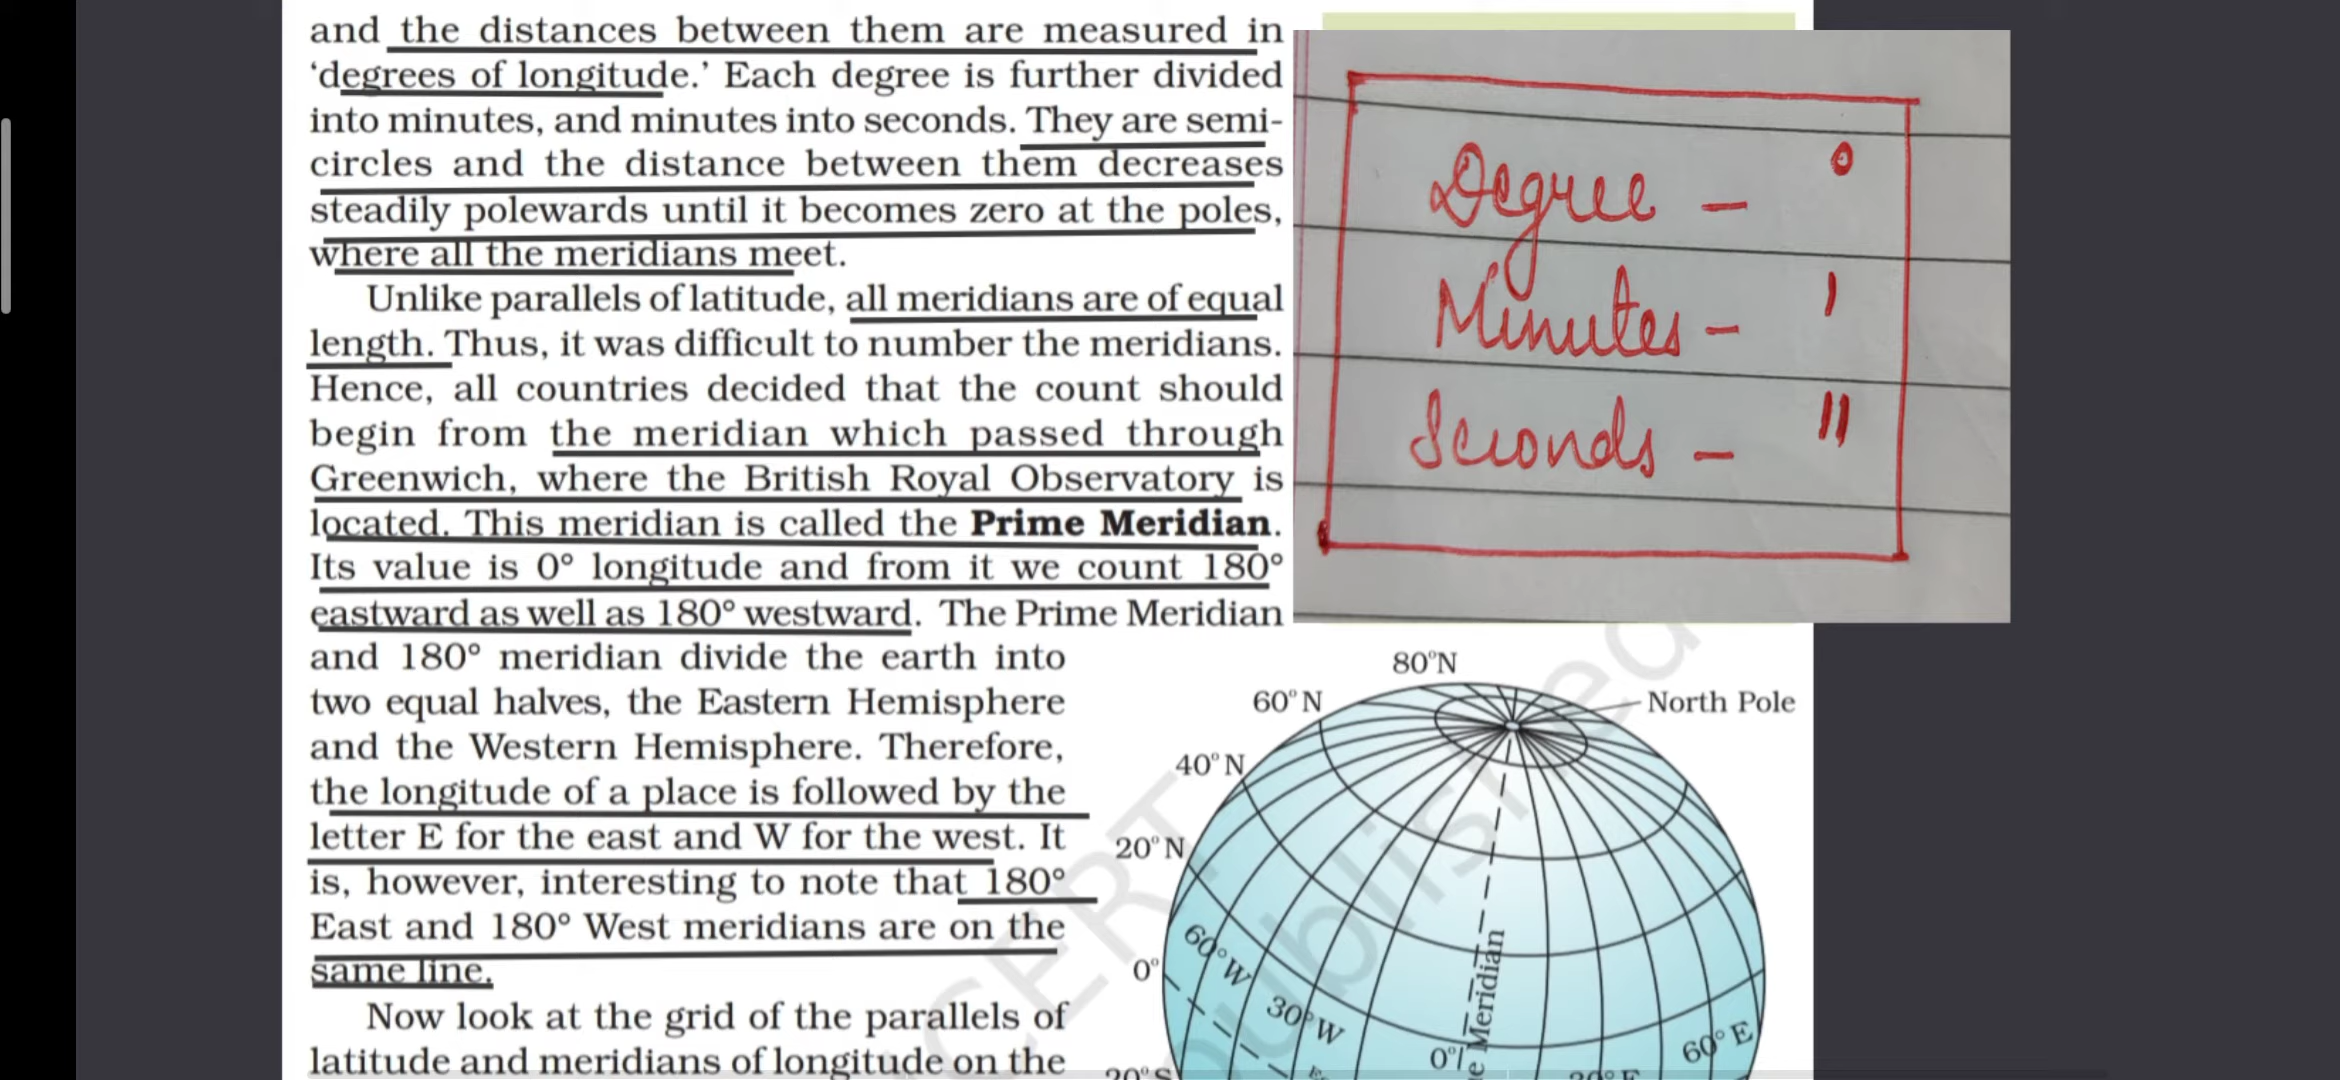 and the distances between them are measured in
‘degrees of longitude.’ Each degree is further divided
into minutes, and minutes into seconds. They are semi-
circles and the distance between them decreases
steadily polewards until it becomes zero at the poles,
where all the meridians meet.
Unlike parallels of latitude, all meridians are of equal
length. Thus, it was difficult to number the meridians.
Hence, all countries decided that the count should
begin from the meridian which passed through
Greenwich, where the British Royal Observatory is
located. This meridian is called the Prime Meridian.
Its value is 0° longitude and from it we count 180°
eastward as well as 180° westward. The Prime Meridian
and 180° meridian divide the earth into
two equal halves, the Eastern Hemisphere
and the Western Hemisphere. Therefore,
the longitude of a place is followed by the
letter E for the east and W for the west. It
is, however, interesting to note that 180°
East and 180° West meridians are on the
same line.
Now look at the grid of the parallels of
latitude and meridians of longitude on the
Degree – °
Minutes – '
Seconds – "
80°N
60°N
North Pole
40°N
20°N
0°
20°S
60°W
30°W
0°
Meridian
20°E
60°E